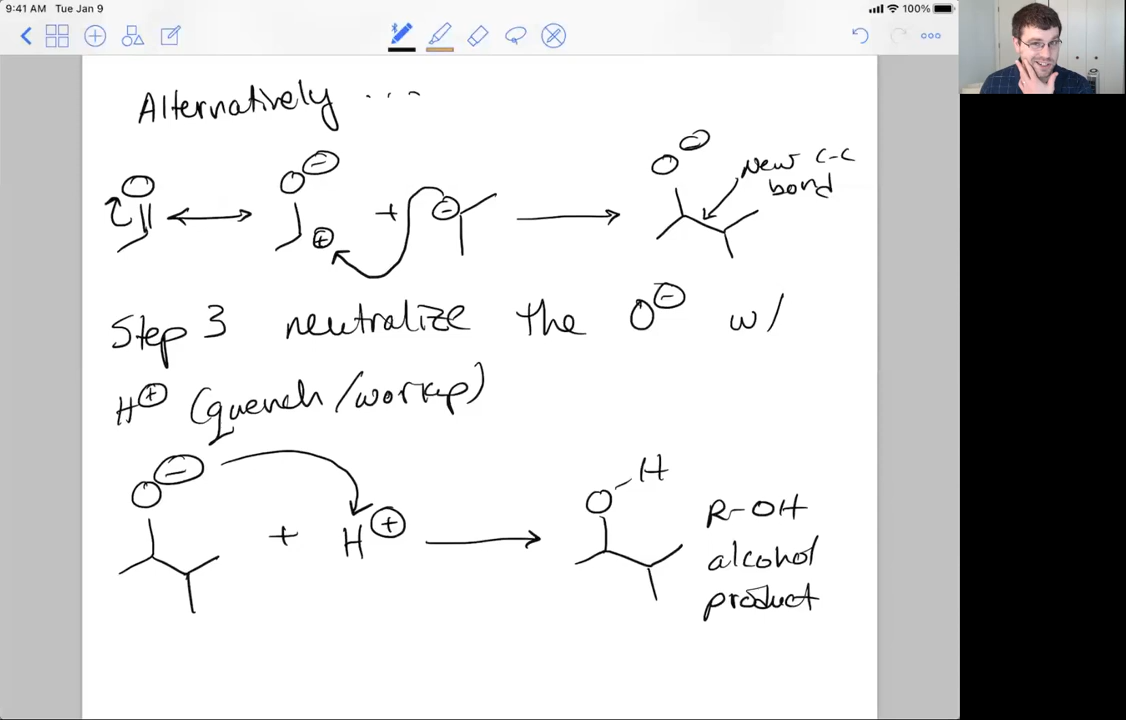 9:41 AM Tue Jan 9
100%
Alternatively ...
O O⊖ + ⊖ O⊖ New C-C
⊕ bond
Step 3 neutralize the O⊖ w/
H⊕ (quench/workup)
O⊖ + H⊕ O-H R-OH
alcohol
product